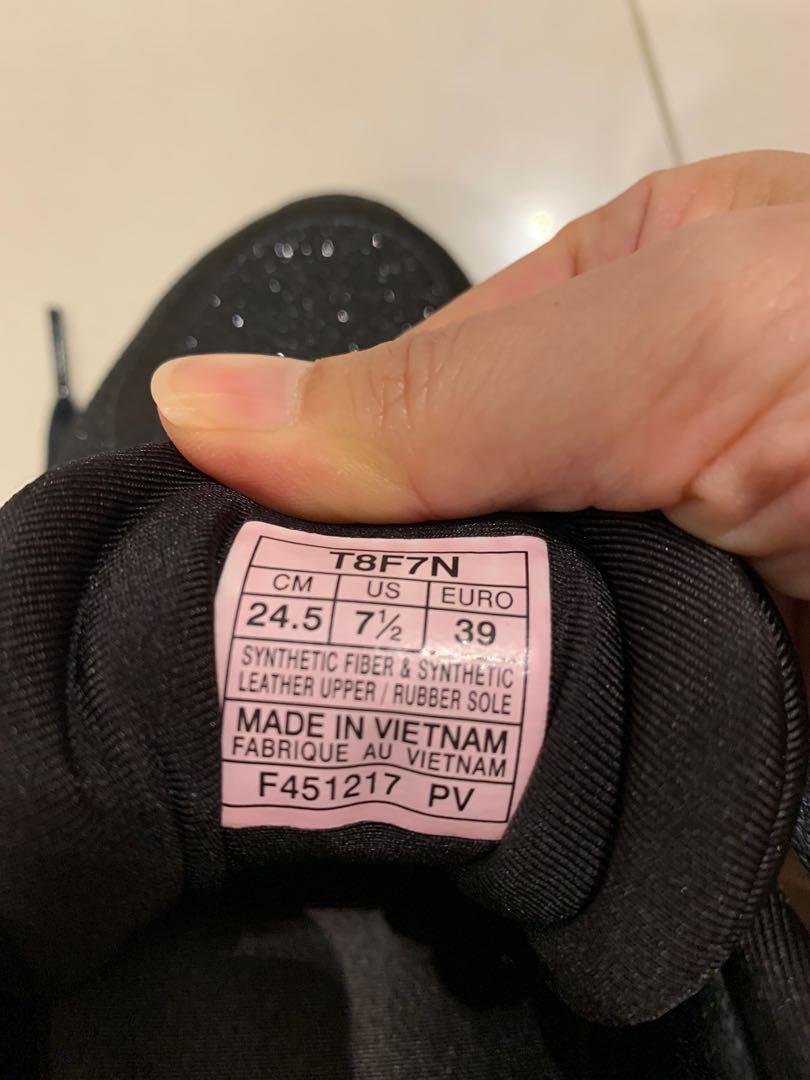 T8F7N
CM US EURO
24.5 7½ 39
SYNTHETIC FIBER & SYNTHETIC
LEATHER UPPER / RUBBER SOLE
MADE IN VIETNAM
FABRIQUE AU VIETNAM
F451217 PV